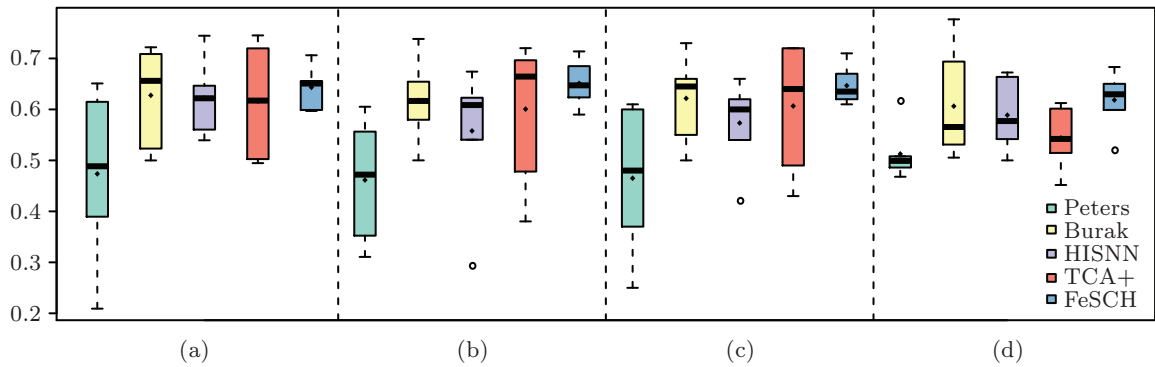 0.7
0.6
0.5
0.4
0.3
0.2
Peters
Burak
HISNN
TCA+
FeSCH
(a) (b) (c) (d)